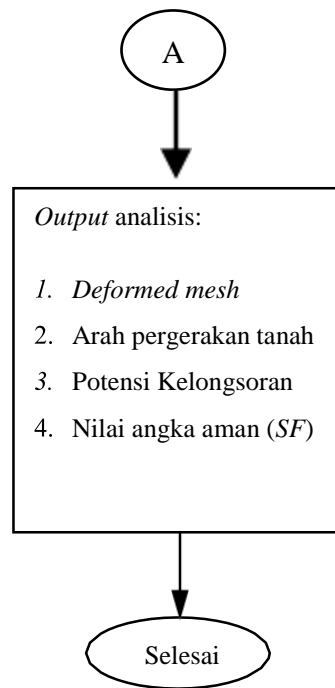 A
Output analisis:
1. Deformed mesh
2. Arah pergerakan tanah
3. Potensi Kelongsoran
4. Nilai angka aman (SF)
Selesai